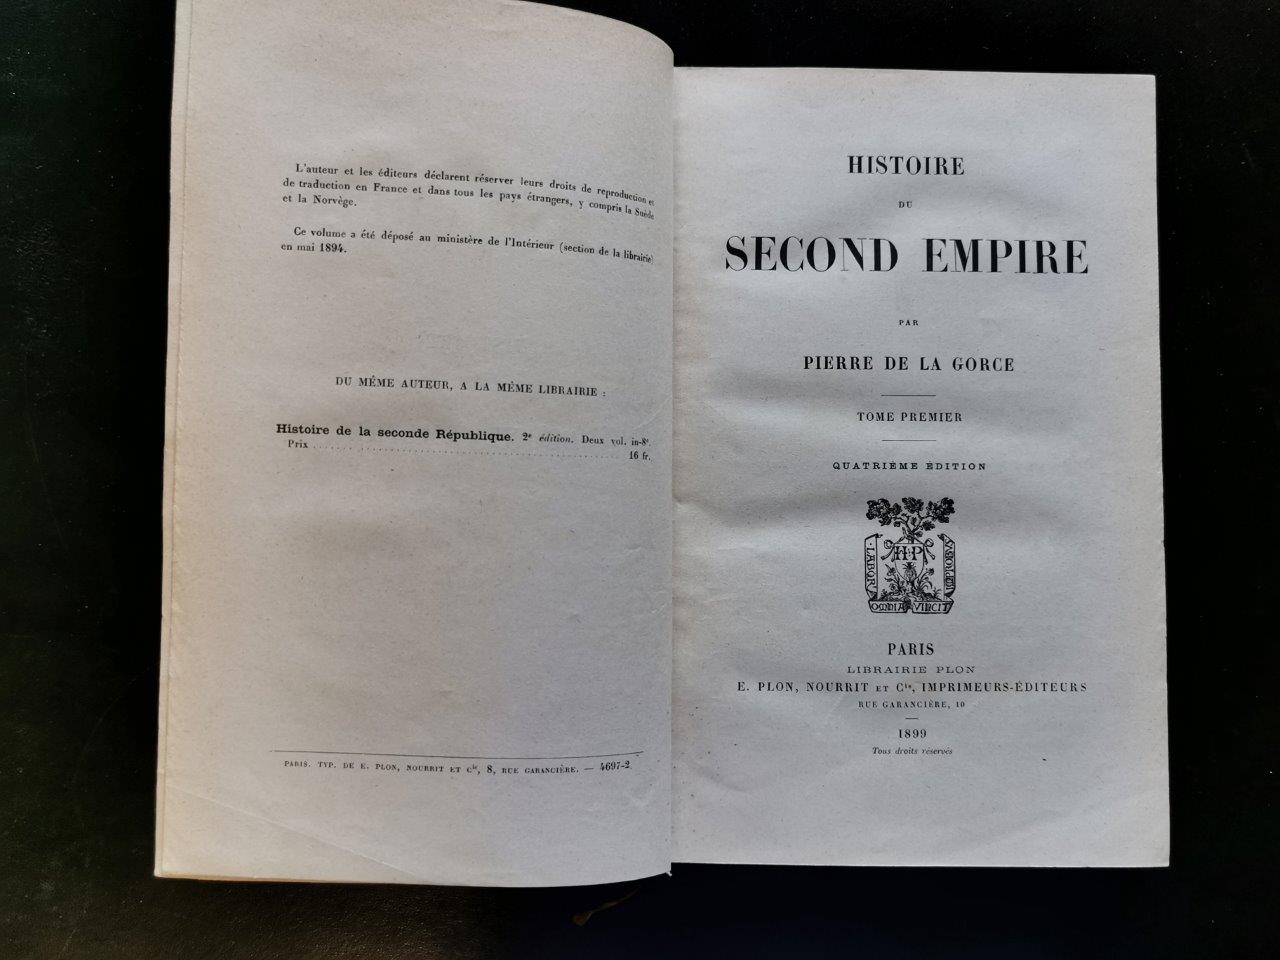 L'auteur et les éditeurs déclarent réserver leurs droits de reproduction et
de traduction en France et dans tous les pays étrangers, y compris la Suède
et la Norvège.
Ce volume a été déposé au ministère de l'Intérieur (section de la librairie)
en mai 1894.
DU MÊME AUTEUR, A LA MÊME LIBRAIRIE :
Histoire de la seconde République. 2e édition. Deux vol. in-8°.
Prix . . . . . . . . . . . . . . . . . . . . . . . . . . . . . . 16 fr.
PARIS. TYP. DE E. PLON, NOURRIT ET Cie, 8, RUE GARANCIÈRE. — 4697-2.
HISTOIRE
DU
SECOND EMPIRE
PAR
PIERRE DE LA GORCE
TOME PREMIER
QUATRIÈME ÉDITION
LABOR
H P
IMPROBUS
OMNIA VINCIT
PARIS
LIBRAIRIE PLON
E. PLON, NOURRIT ET Cie, IMPRIMEURS-ÉDITEURS
RUE GARANCIÈRE, 10
1899
Tous droits réservés